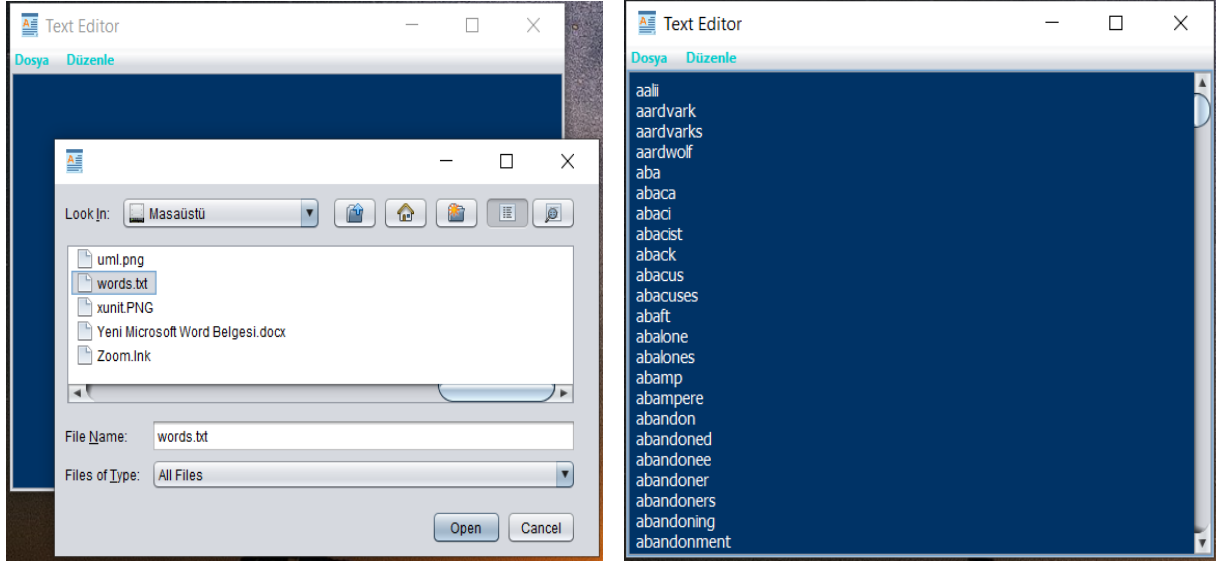 Text Editor
Dosya Düzenle
Look In: Masaüstü
uml.png
words.txt
xunit.PNG
Yeni Microsoft Word Belgesi.docx
Zoom.lnk
File Name: words.txt
Files of Type: All Files
Open Cancel
Text Editor
Dosya Düzenle
aalii
aardvark
aardvarks
aardwolf
aba
abaca
abaci
abacist
aback
abacus
abacuses
abaft
abalone
abalones
abamp
abampere
abandon
abandoned
abandonee
abandoner
abandoners
abandoning
abandonment